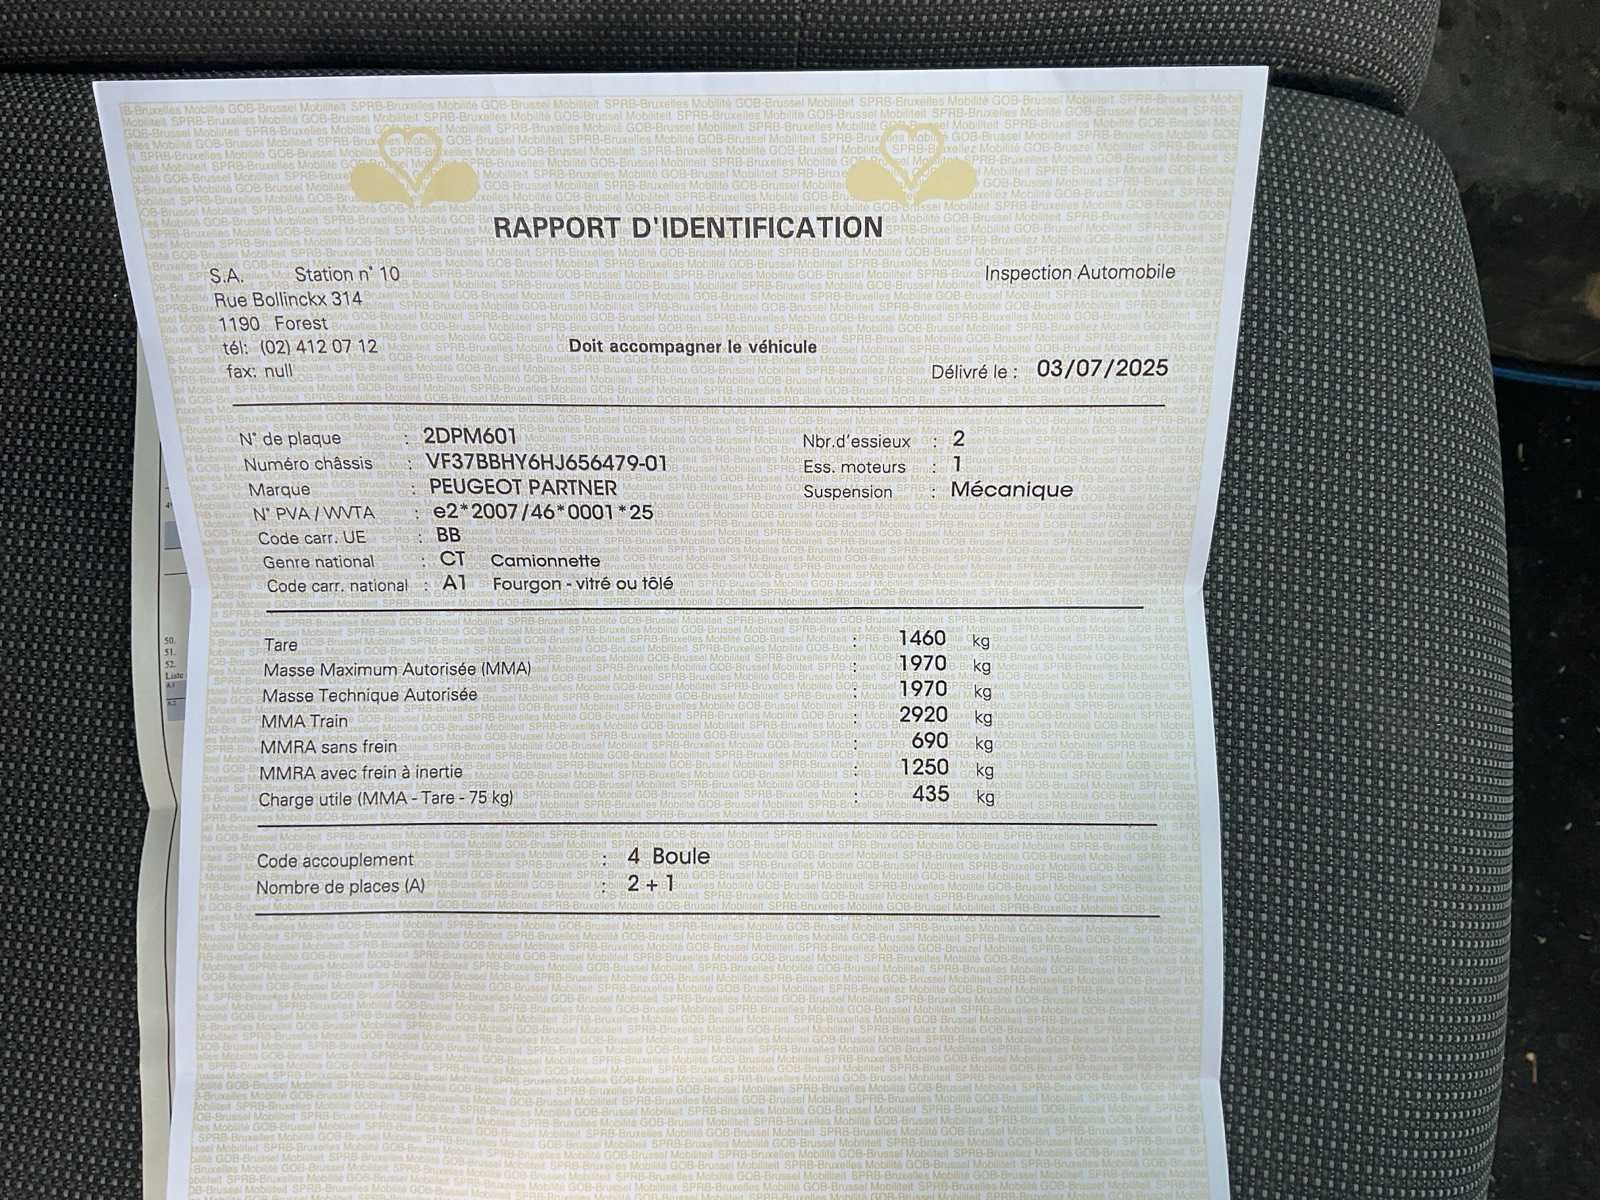 RAPPORT D'IDENTIFICATION
S.A. Station n° 10
Inspection Automobile
Rue Bollinckx 314
1190 Forest
tél: (02) 412 07 12
Doit accompagner le véhicule
fax: null
Délivré le : 03/07/2025
N° de plaque : 2DPM601
Nbr.d'essieux : 2
Numéro châssis : VF37BBHY6HJ656479-01
Ess. moteurs : 1
Marque : PEUGEOT PARTNER
Suspension : Mécanique
N° PVA / WVTA : e2*2007/46*0001*25
Code carr. UE : BB
Genre national : CT Camionnette
Code carr. national : A1 Fourgon - vitré ou tôlé
Tare : 1460 kg
Masse Maximum Autorisée (MMA) : 1970 kg
Masse Technique Autorisée : 1970 kg
MMA Train : 2920 kg
MMRA sans frein : 690 kg
MMRA avec frein à inertie : 1250 kg
Charge utile (MMA - Tare - 75 kg) : 435 kg
Code accouplement : 4 Boule
Nombre de places (A) : 2 + 1
50.
51.
52.
Liste